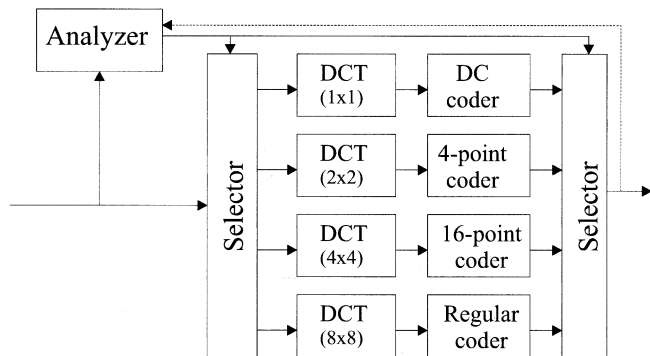 Analyzer
DCT
(1x1)
DC
coder
DCT
(2x2)
4-point
coder
Selector
Selector
DCT
(4x4)
16-point
coder
DCT
(8x8)
Regular
coder